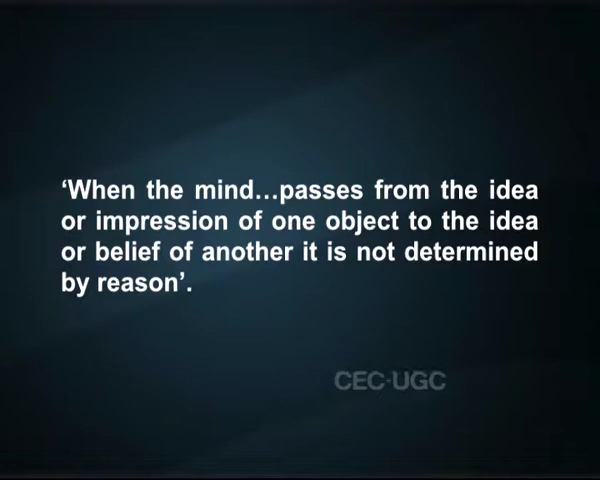 ‘When the mind…passes from the idea
or impression of one object to the idea
or belief of another it is not determined
by reason’.
CEC-UGC